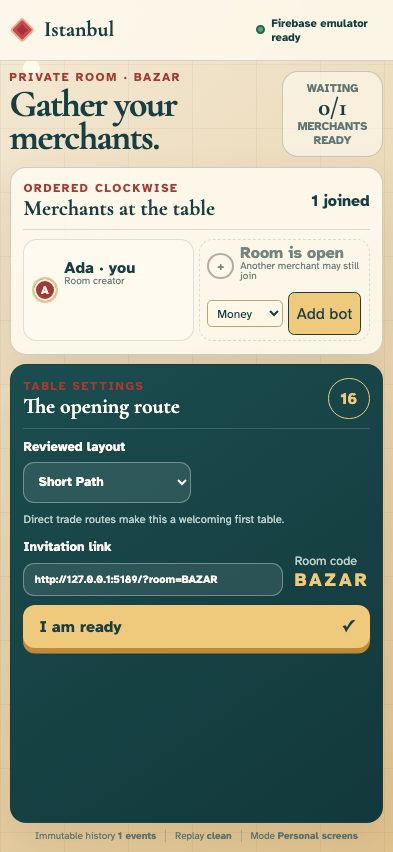 Istanbul
Firebase emulator
ready
PRIVATE ROOM · BAZAR
Gather your
merchants.
WAITING
0/1
MERCHANTS
READY
ORDERED CLOCKWISE
Merchants at the table
1 joined
A
Ada · you
Room creator
+
Room is open
Another merchant may still
join
Money
Add bot
TABLE SETTINGS
The opening route
16
Reviewed layout
Short Path
Direct trade routes make this a welcoming first table.
Invitation link
http://127.0.0.1:5189/?room=BAZAR
Room code
BAZAR
I am ready ✓
Immutable history 1 events
Replay clean
Mode Personal screens